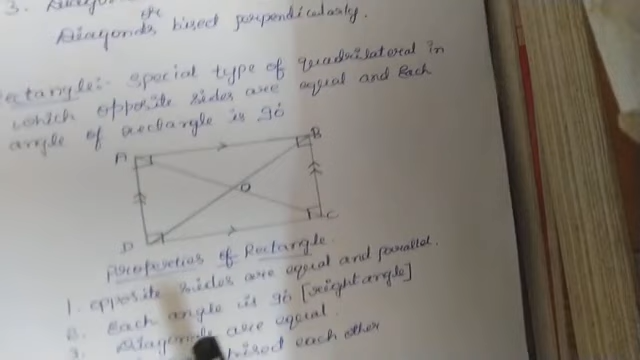 3.
or
Diagonals bisect perpendicularly.
Rectangle:- special type of quadrilateral in
which opposite sides are equal and Each
angle of rectangle is 90°
A B
O
D C
Properties of Rectangle.
1. opposite sides are equal and parallel.
2. Each angle is 90° [right angle]
3. Diagonals are equal.
bisect each other